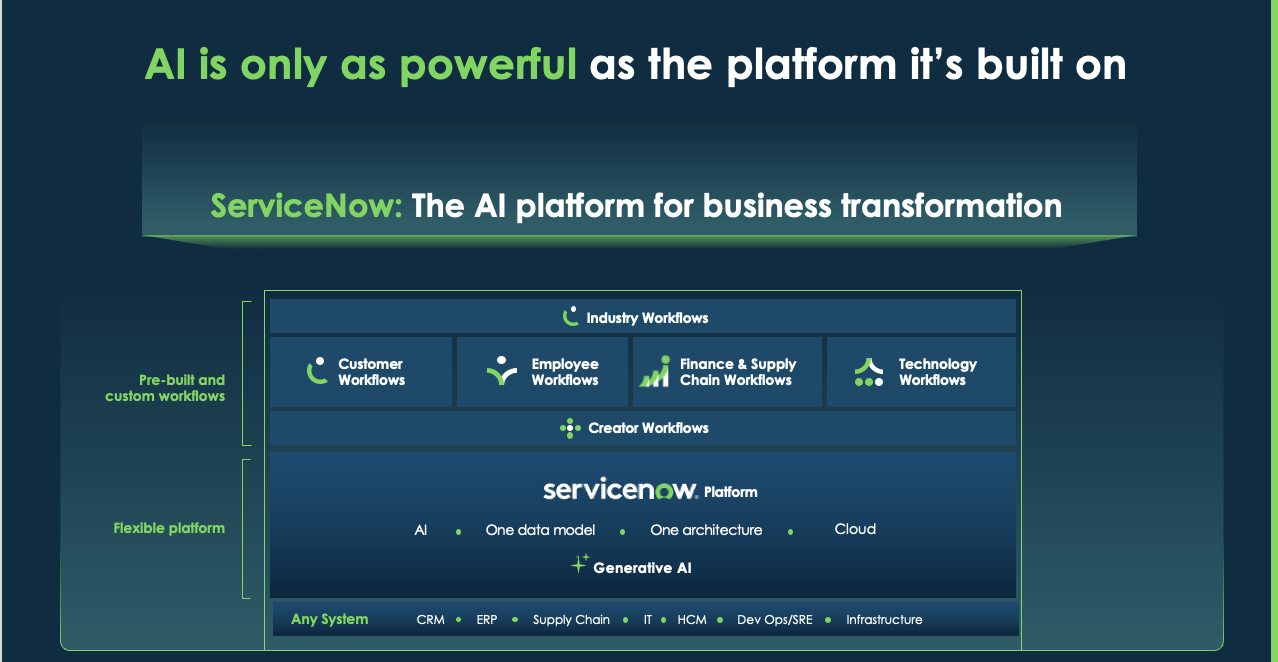 AI is only as powerful as the platform it's built on
ServiceNow: The AI platform for business transformation
Industry Workflows
Customer
Workflows
Employee
Workflows
Finance & Supply
Chain Workflows
Technology
Workflows
Pre-built and
custom workflows
Creator Workflows
servicenow® Platform
Flexible platform
AI • One data model • One architecture • Cloud
Generative AI
Any System CRM • ERP • Supply Chain • IT • HCM • Dev Ops/SRE • Infrastructure